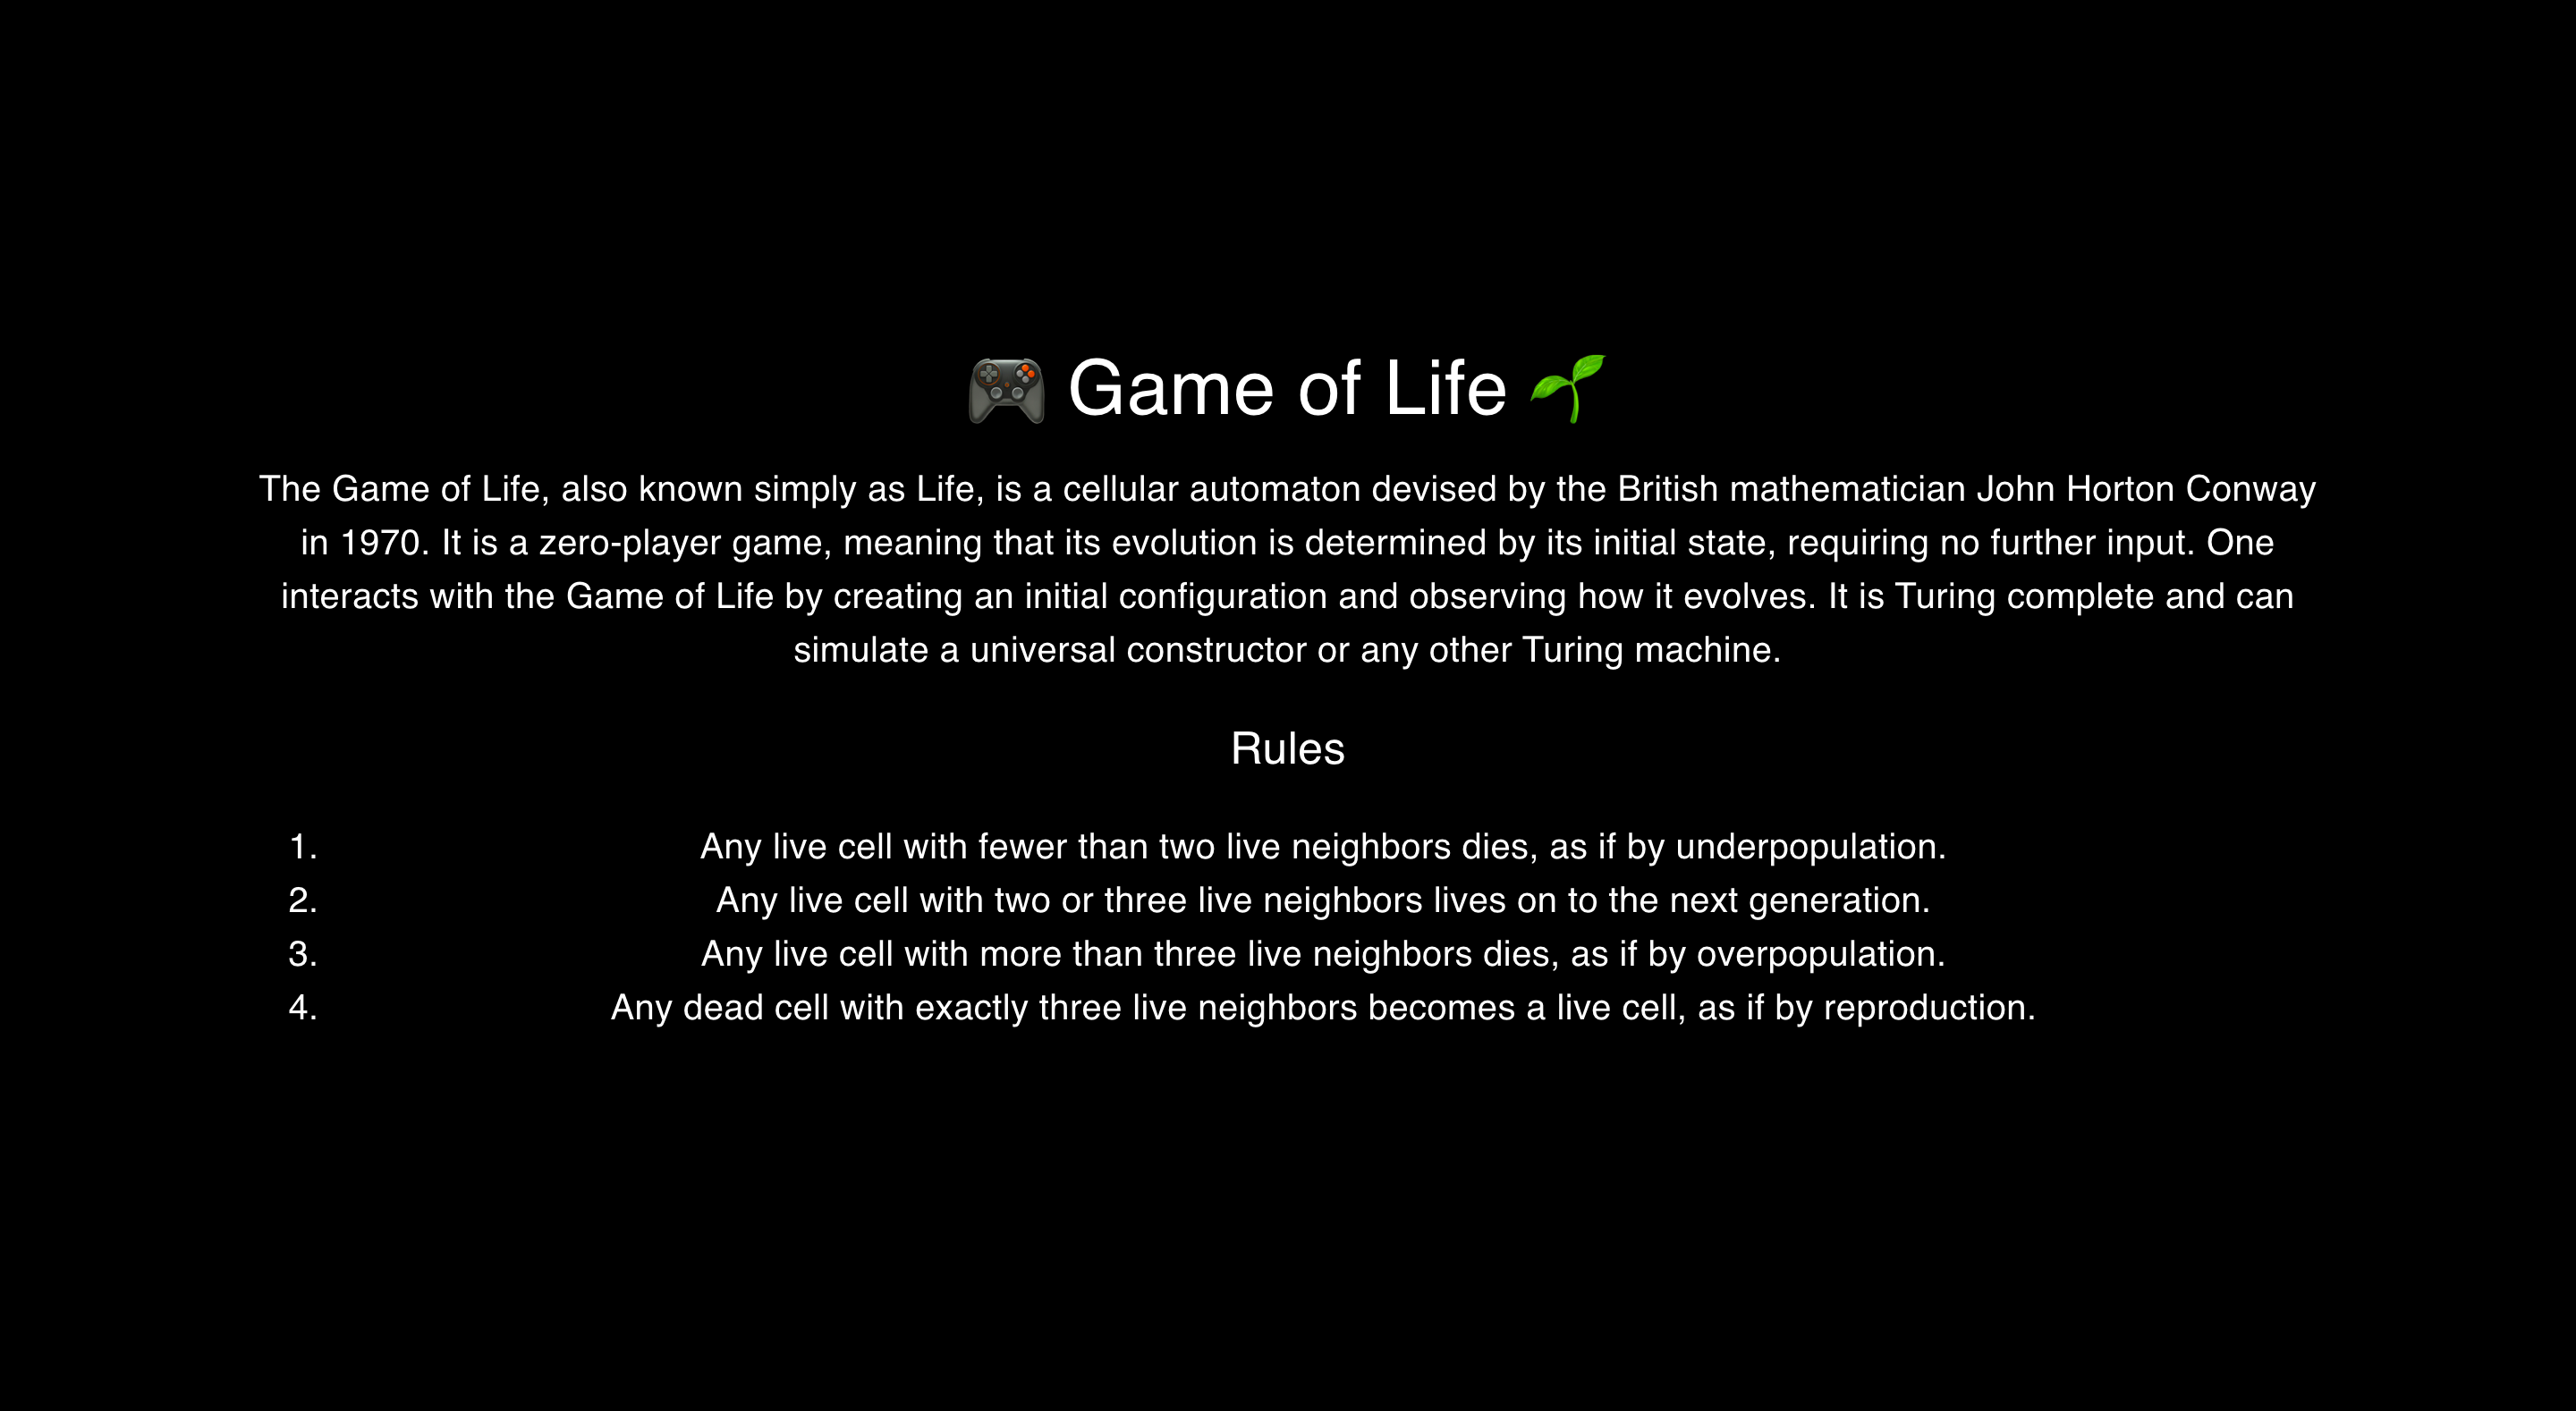 🎮 Game of Life 🌱
The Game of Life, also known simply as Life, is a cellular automaton devised by the British mathematician John Horton Conway
in 1970. It is a zero-player game, meaning that its evolution is determined by its initial state, requiring no further input. One
interacts with the Game of Life by creating an initial configuration and observing how it evolves. It is Turing complete and can
simulate a universal constructor or any other Turing machine.
Rules
1. Any live cell with fewer than two live neighbors dies, as if by underpopulation.
2. Any live cell with two or three live neighbors lives on to the next generation.
3. Any live cell with more than three live neighbors dies, as if by overpopulation.
4. Any dead cell with exactly three live neighbors becomes a live cell, as if by reproduction.